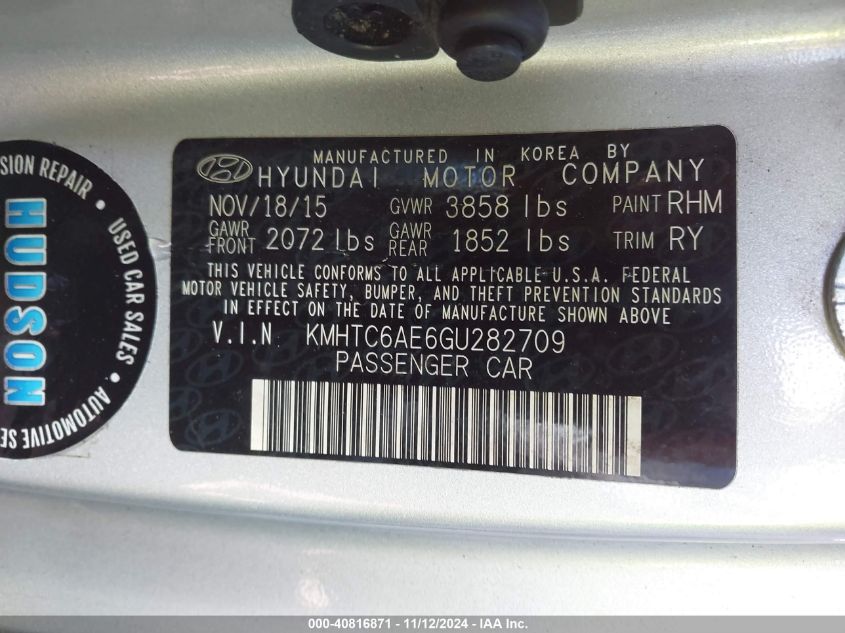 MANUFACTURED IN KOREA BY
HYUNDAI MOTOR COMPANY
NOV/18/15 GVWR 3858 lbs PAINT RHM
GAWR FRONT 2072 lbs GAWR REAR 1852 lbs TRIM RY
THIS VEHICLE CONFORMS TO ALL APPLICABLE U.S.A. FEDERAL
MOTOR VEHICLE SAFETY, BUMPER, AND THEFT PREVENTION STANDARDS
IN EFFECT ON THE DATE OF MANUFACTURE SHOWN ABOVE
V.I.N KMHTC6AE6GU282709
PASSENGER CAR
SION REPAIR • USED CAR SALES • AUTOMOTIVE SE
HUDSON
000-40816871 - 11/12/2024 - IAA Inc.